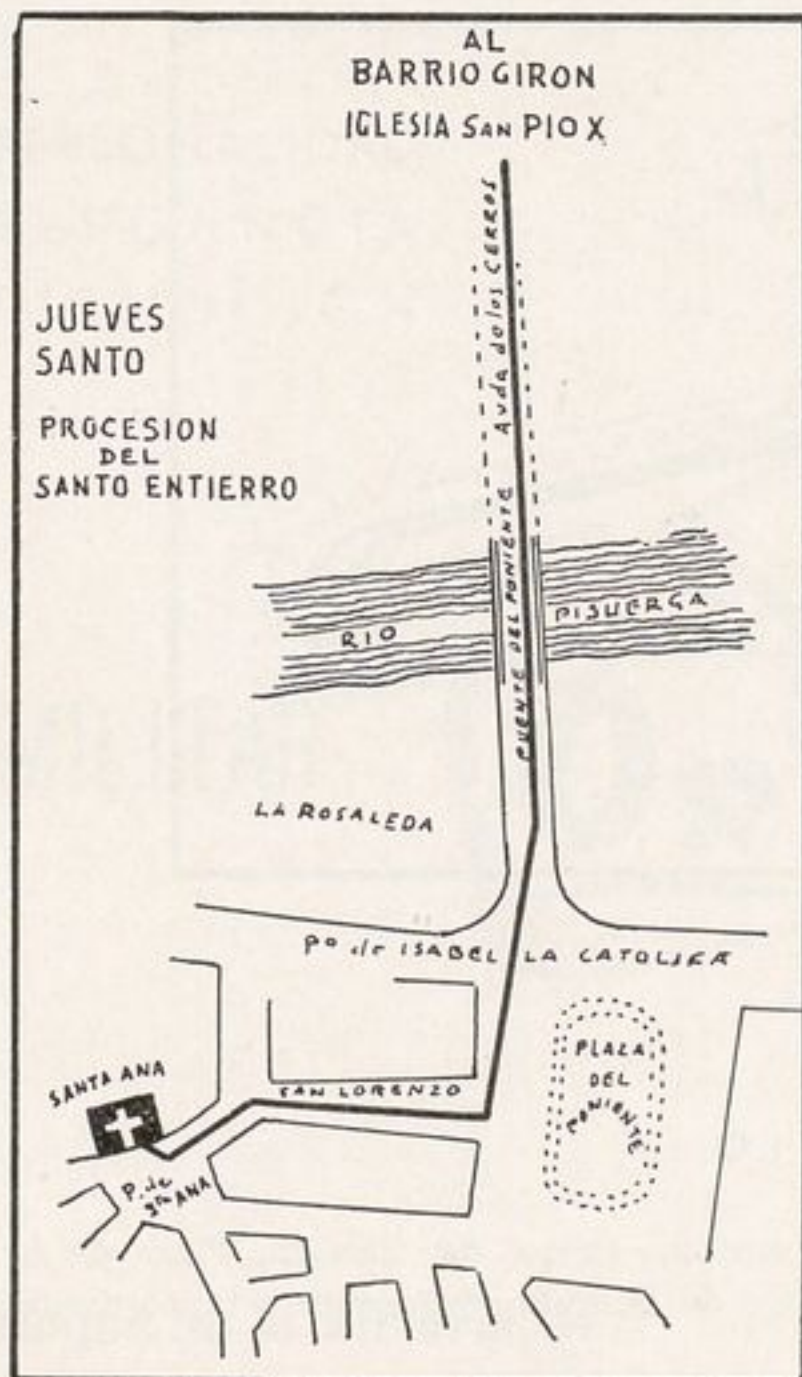 AL
BARRIO GIRON
IGLESIA SAN PIO X
JUEVES
SANTO
PROCESION
DEL
SANTO ENTIERRO
Avda de los CERROS
PUENTE DEL PONIENTE
RIO PISUERGA
LA ROSALEDA
Pº de ISABEL LA CATOLICA
SANTA ANA
SAN LORENZO
PLAZA
DEL
PONIENTE
P. de
Sta ANA